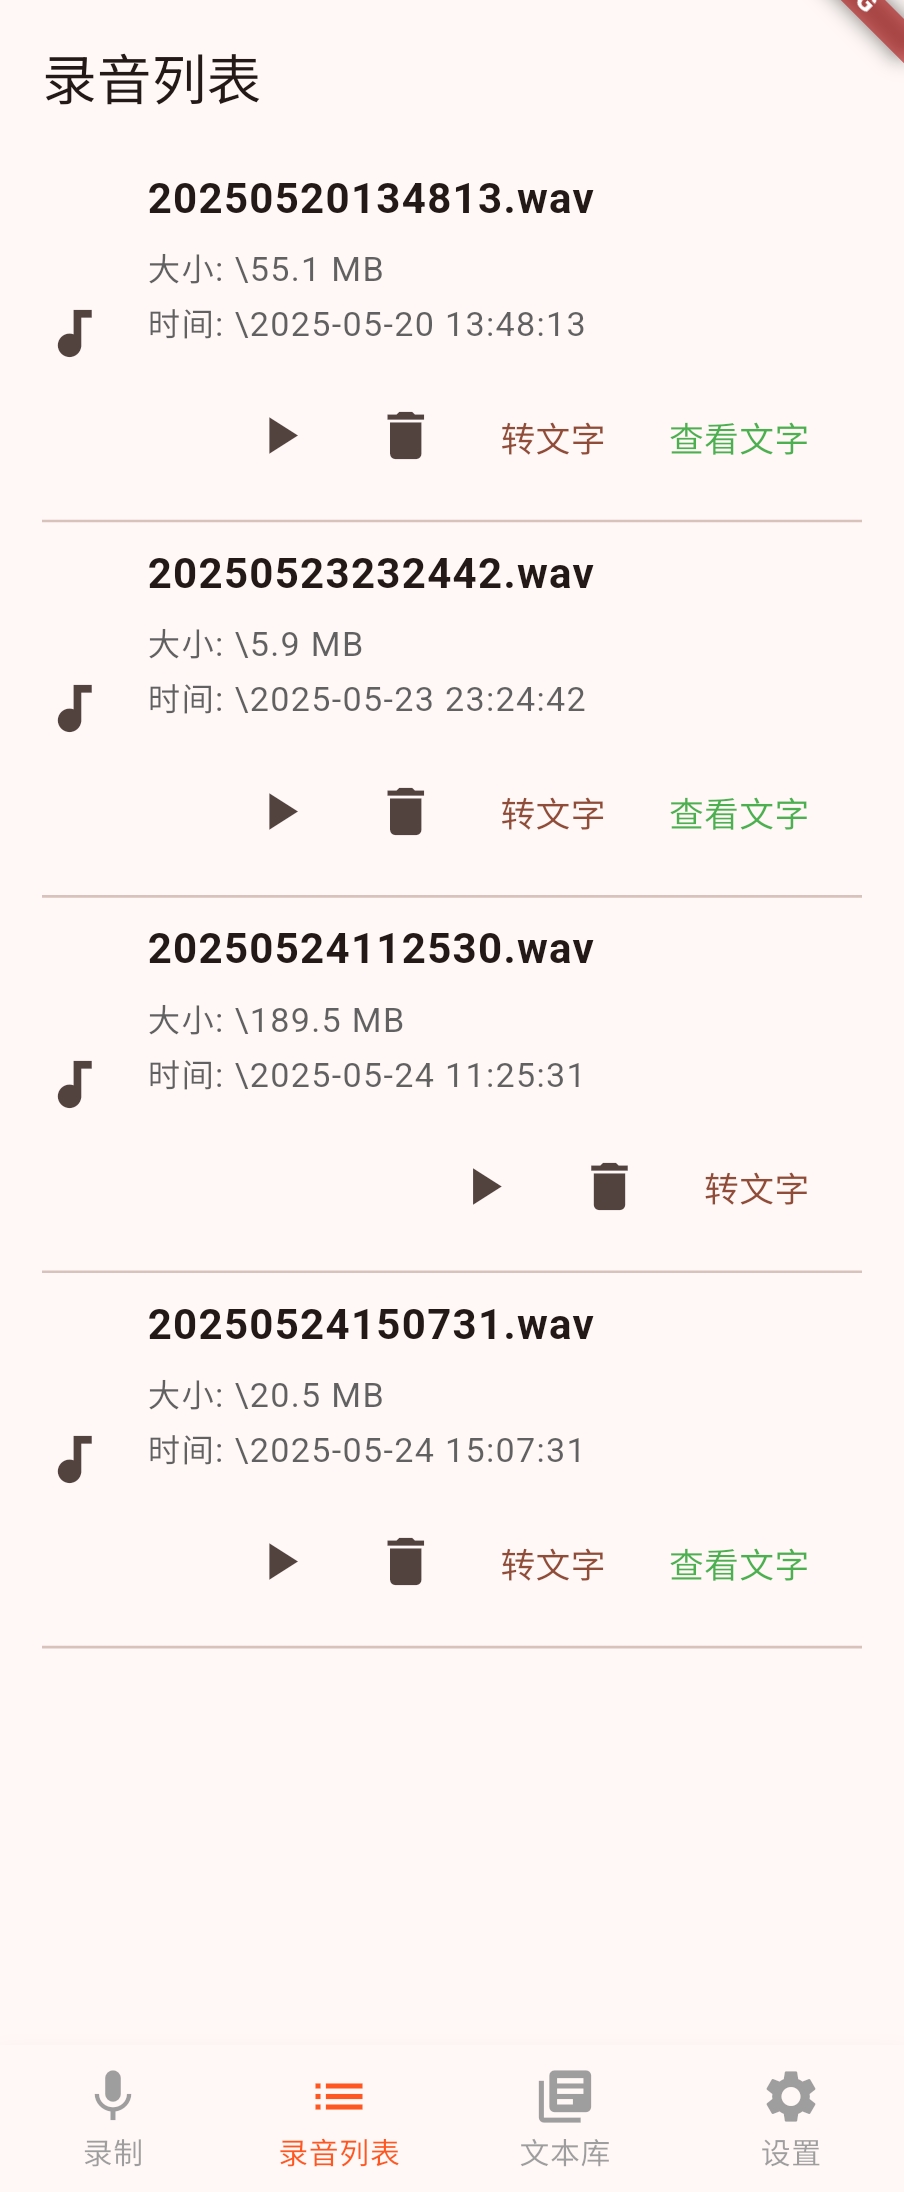 录音列表
20250520134813.wav
大小: \55.1 MB
时间: \2025-05-20 13:48:13
转文字 查看文字
20250523232442.wav
大小: \5.9 MB
时间: \2025-05-23 23:24:42
转文字 查看文字
20250524112530.wav
大小: \189.5 MB
时间: \2025-05-24 11:25:31
转文字
20250524150731.wav
大小: \20.5 MB
时间: \2025-05-24 15:07:31
转文字 查看文字
录制 录音列表 文本库 设置